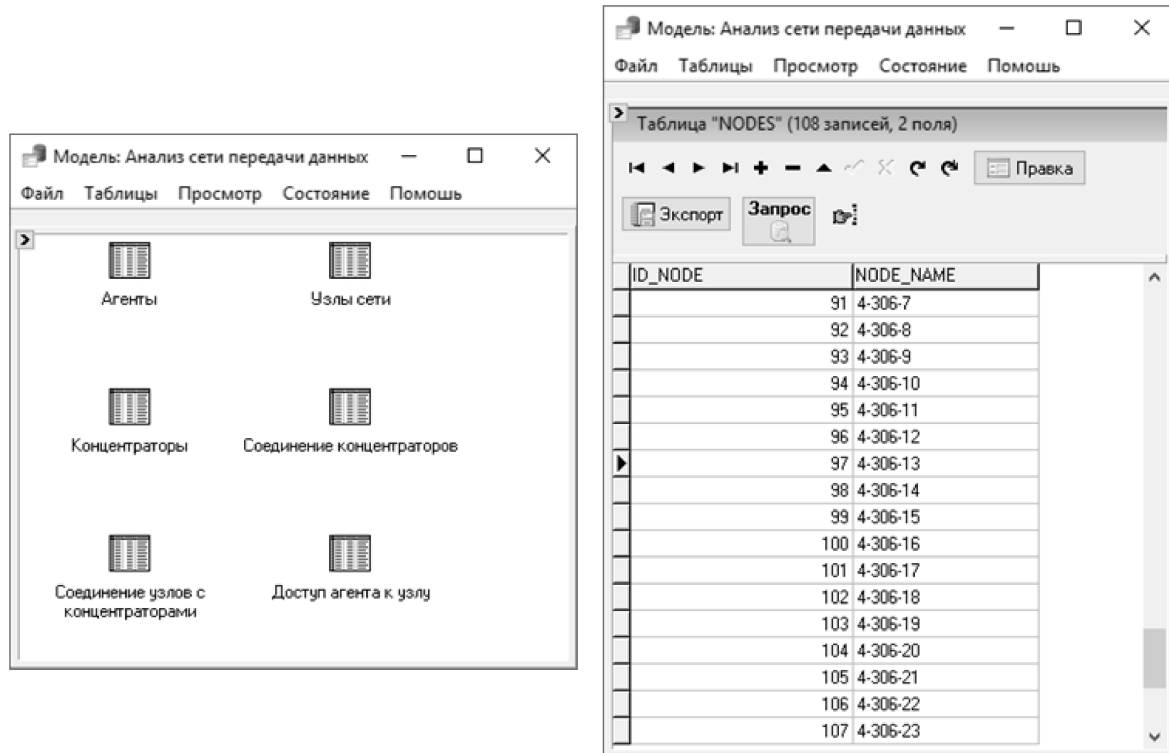 Модель: Анализ сети передачи данных
Файл Таблицы Просмотр Состояние Помошь
Агенты Узлы сети
Концентраторы Соединение концентраторов
Соединение узлов с Доступ агента к узлу
концентраторами
Модель: Анализ сети передачи данных
Файл Таблицы Просмотр Состояние Помошь
Таблица "NODES" (108 записей, 2 поля)
Правка
Экспорт Запрос
ID_NODE NODE_NAME
91 4-306-7
92 4-306-8
93 4-306-9
94 4-306-10
95 4-306-11
96 4-306-12
97 4-306-13
98 4-306-14
99 4-306-15
100 4-306-16
101 4-306-17
102 4-306-18
103 4-306-19
104 4-306-20
105 4-306-21
106 4-306-22
107 4-306-23